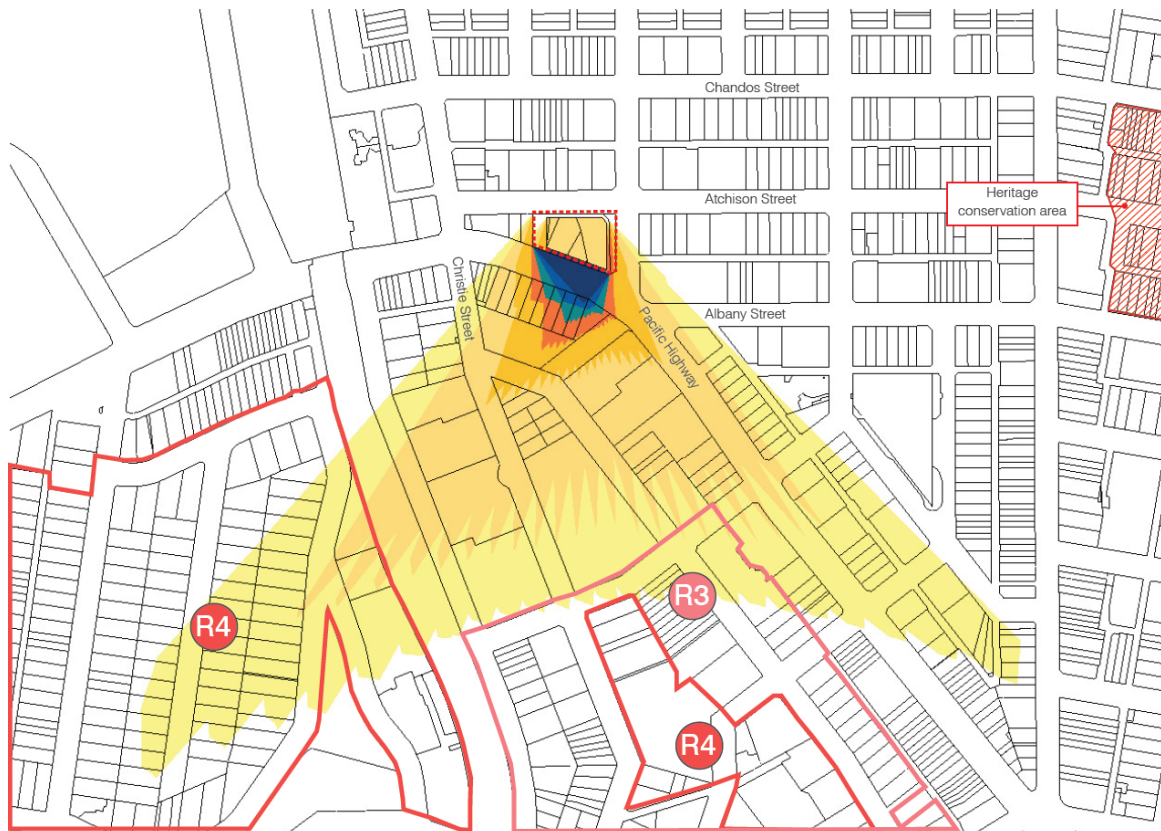 Chandos Street
Atchison Street
Heritage
conservation area
Christie Street
Pacific Highway
Albany Street
R3
R4
R4